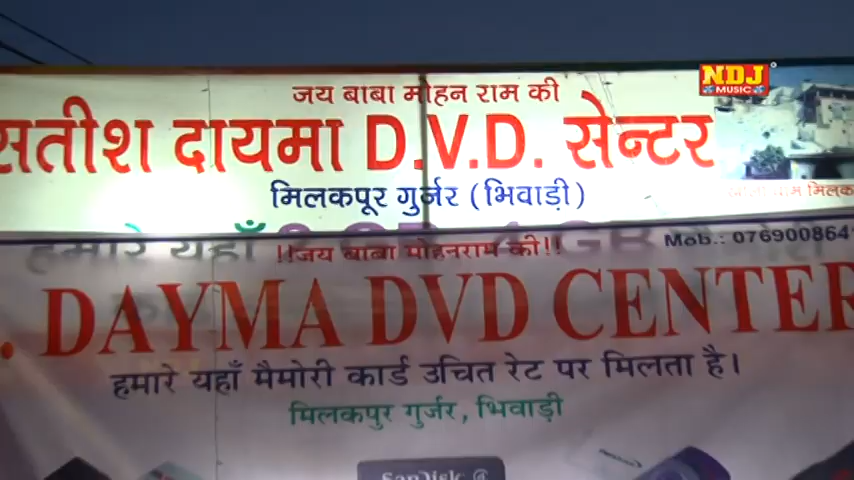 NDJ
MUSIC
जय बाबा मोहन राम की
सतीश दायमा D.V.D. सेन्टर
मिलकपूर गुर्जर (भिवाड़ी)
हमारे यहाँ
!!जय बाबा मोहनराम की!!
Mob.: 076900864
. DAYMA DVD CENTER
हमारे यहाँ मैमोरी कार्ड उचित रेट पर मिलता है।
मिलकपुर गुर्जर, भिवाड़ी
SanDisk